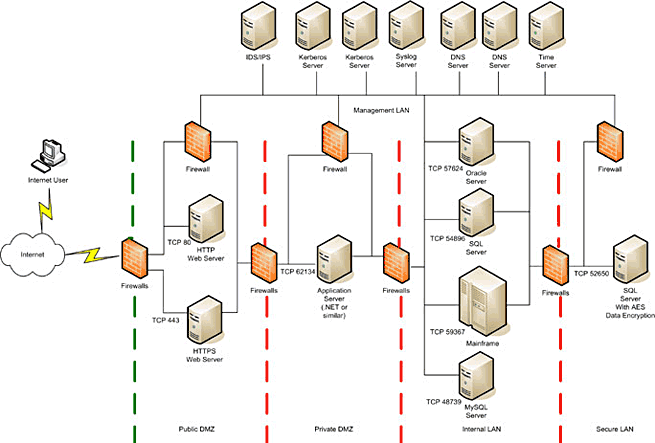 IDS/IPS
Kerberos
Server
Kerberos
Server
Syslog
Server
DNS
Server
DNS
Server
Time
Server
Management LAN
Internet User
Internet
Firewalls
Firewall
TCP 80
HTTP
Web Server
TCP 443
HTTPS
Web Server
Firewalls
Firewall
TCP 62134
Application
Server
(.NET or
similar)
Firewalls
TCP 57624
Oracle
Server
TCP 54896
SQL
Server
TCP 59367
Mainframe
TCP 48739
MySQL
Server
Firewalls
Firewall
TCP 52650
SQL
Server
With AES
Data Encryption
Public DMZ
Private DMZ
Internal LAN
Secure LAN